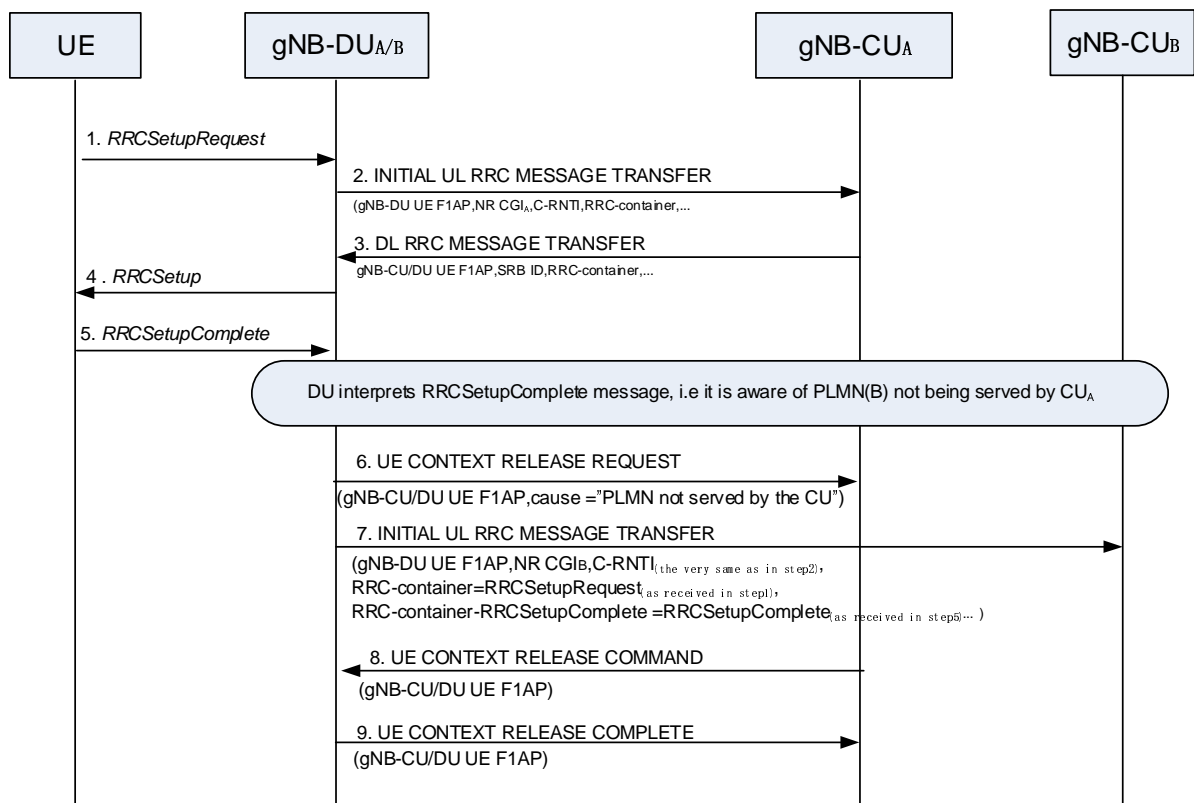 UE
gNB-DUA/B
gNB-CUA
gNB-CUB
1. RRCSetupRequest
2. INITIAL UL RRC MESSAGE TRANSFER
(gNB-DU UE F1AP,NR CGIA,C-RNTI,RRC-container,...
3. DL RRC MESSAGE TRANSFER
gNB-CU/DU UE F1AP,SRB ID,RRC-container,...
4 . RRCSetup
5. RRCSetupComplete
DU interprets RRCSetupComplete message, i.e it is aware of PLMN(B) not being served by CUA
6. UE CONTEXT RELEASE REQUEST
(gNB-CU/DU UE F1AP,cause ="PLMN not served by the CU")
7. INITIAL UL RRC MESSAGE TRANSFER
(gNB-DU UE F1AP,NR CGIB,C-RNTI(the very same as in step2),
RRC-container=RRCSetupRequest(as received in step1),
RRC-container-RRCSetupComplete =RRCSetupComplete(as received in step5)... )
8. UE CONTEXT RELEASE COMMAND
(gNB-CU/DU UE F1AP)
9. UE CONTEXT RELEASE COMPLETE
(gNB-CU/DU UE F1AP)